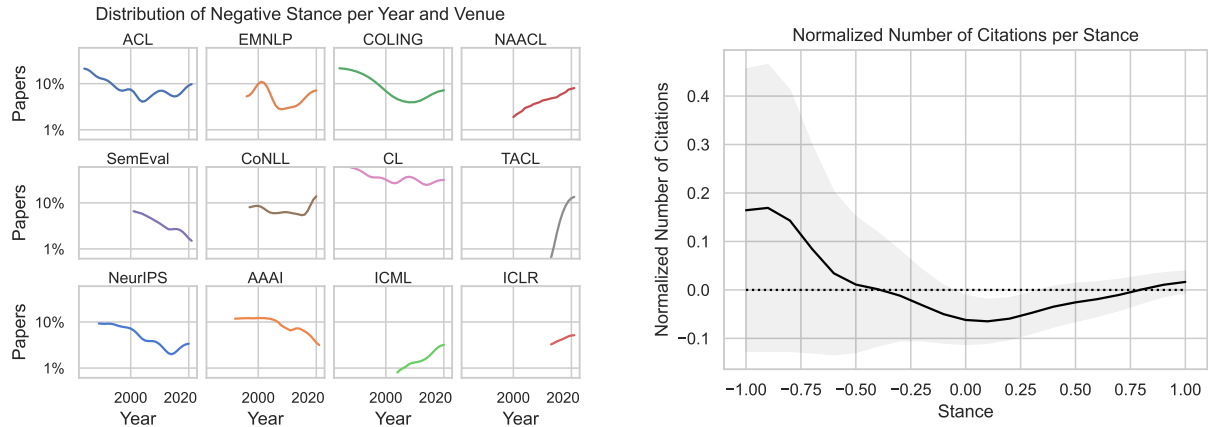 Distribution of Negative Stance per Year and Venue
ACL
EMNLP
COLING
NAACL
Papers
10%
1%
SemEval
CoNLL
CL
TACL
Papers
10%
1%
NeurIPS
AAAI
ICML
ICLR
Papers
10%
1%
2000 2020
2000 2020
2000 2020
2000 2020
Year
Year
Year
Year
Normalized Number of Citations per Stance
Normalized Number of Citations
0.4
0.3
0.2
0.1
0.0
−0.1
−1.00 −0.75 −0.50 −0.25 0.00 0.25 0.50 0.75 1.00
Stance